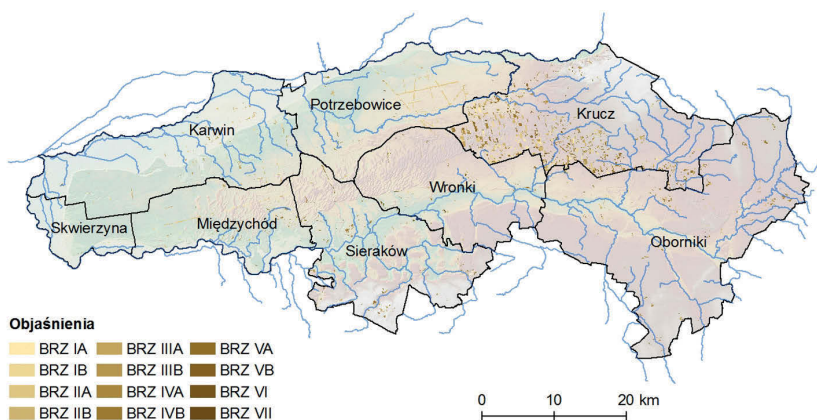 Potrzebowice
Krucz
Karwin
Wronki
Skwierzyna
Międzychód
Sieraków
Oborniki
Objaśnienia
BRZ IA BRZ IIIA BRZ VA
BRZ IB BRZ IIIB BRZ VB
BRZ IIA BRZ IVA BRZ VI
BRZ IIB BRZ IVB BRZ VII
0 10 20 km